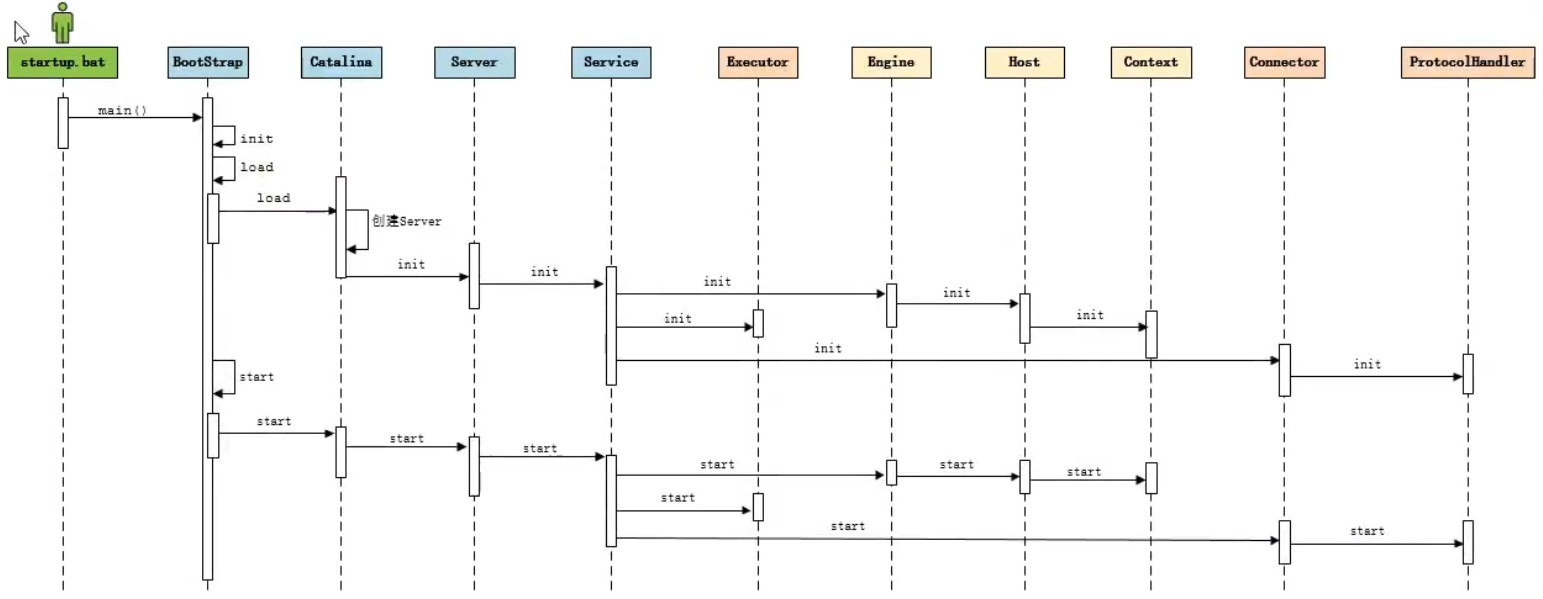 startup.bat
BootStrap
Catalina
Server
Service
Executor
Engine
Host
Context
Connector
ProtocolHandler
main()
init
load
load
创建Server
init
init
init
init
init
init
init
init
start
start
start
start
start
start
start
start
start
start